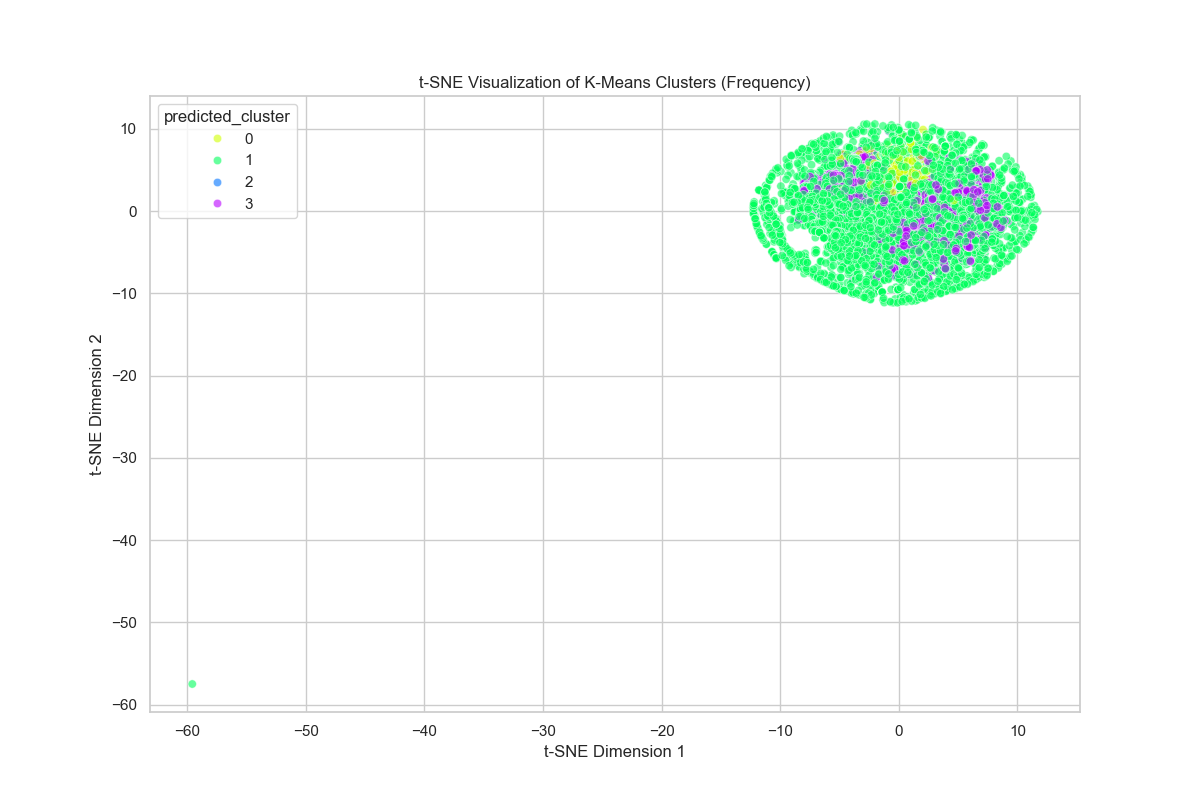 t-SNE Visualization of K-Means Clusters (Frequency)
predicted_cluster
0
1
2
3
10
0
−10
−20
−30
−40
−50
−60
t-SNE Dimension 2
−60 −50 −40 −30 −20 −10 0 10
t-SNE Dimension 1